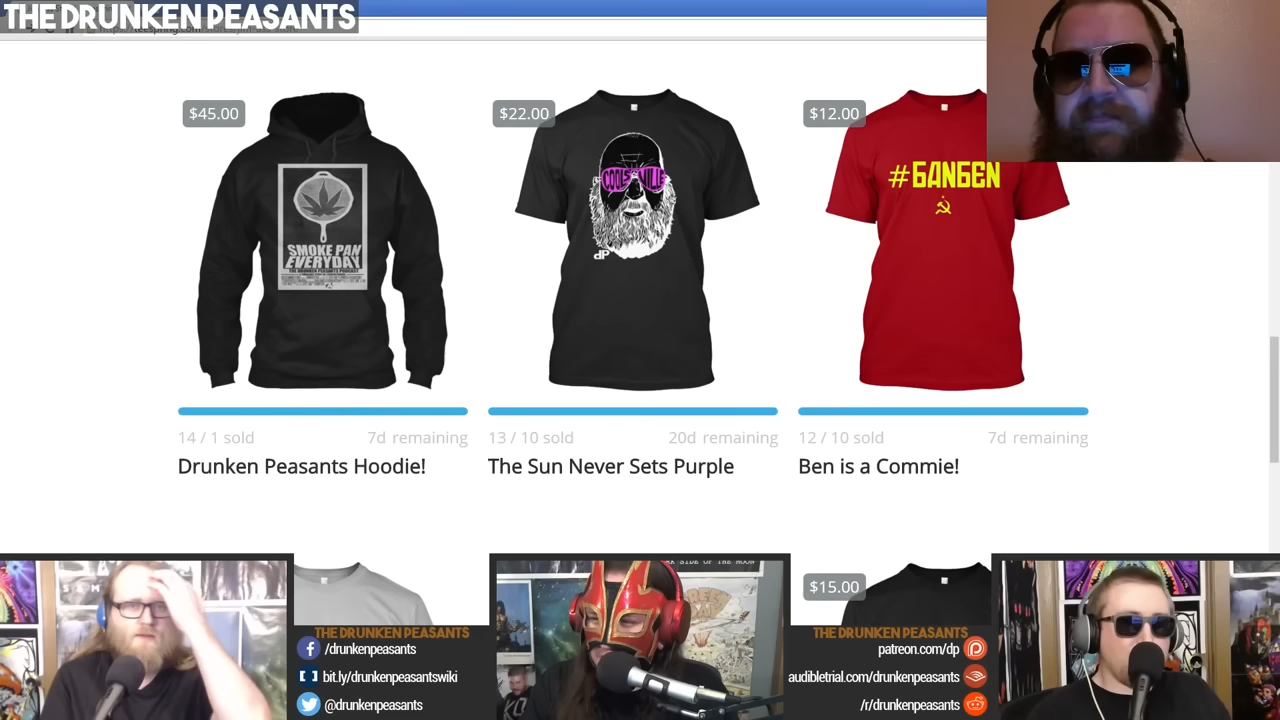 THE DRUNKEN PEASANTS
$45.00
$22.00
$12.00
SMOKE PAN
EVERYDAY
THE DRUNKEN PEASANTS PODCAST
COOLSVILLE
dP
#БАНБЕН
14 / 1 sold
7d remaining
13 / 10 sold
20d remaining
12 / 10 sold
7d remaining
Drunken Peasants Hoodie!
The Sun Never Sets Purple
Ben is a Commie!
$15.00
THE DRUNKEN PEASANTS
/drunkenpeasants
bit.ly/drunkenpeasantswiki
@drunkenpeasants
THE DRUNKEN PEASANTS
patreon.com/dp
audibletrial.com/drunkenpeasants
/r/drunkenpeasants